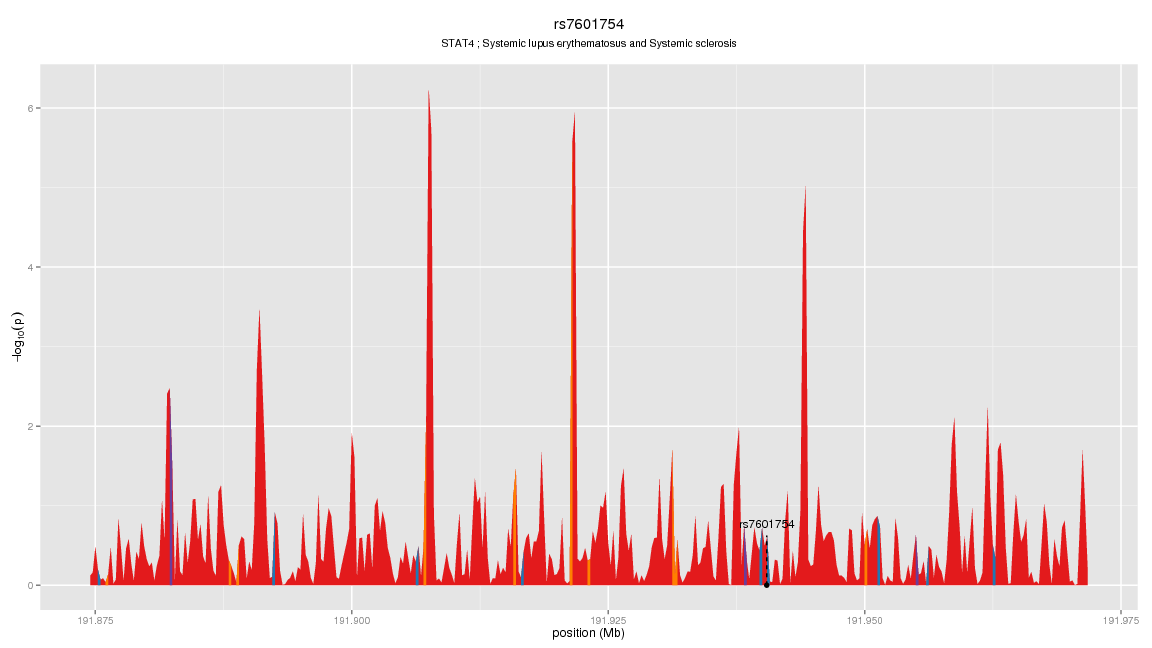 rs7601754
STAT4 ; Systemic lupus erythematosus and Systemic sclerosis
6
4
2
0
−log10(p)
rs7601754
191.875 191.900 191.925 191.950 191.975
position (Mb)